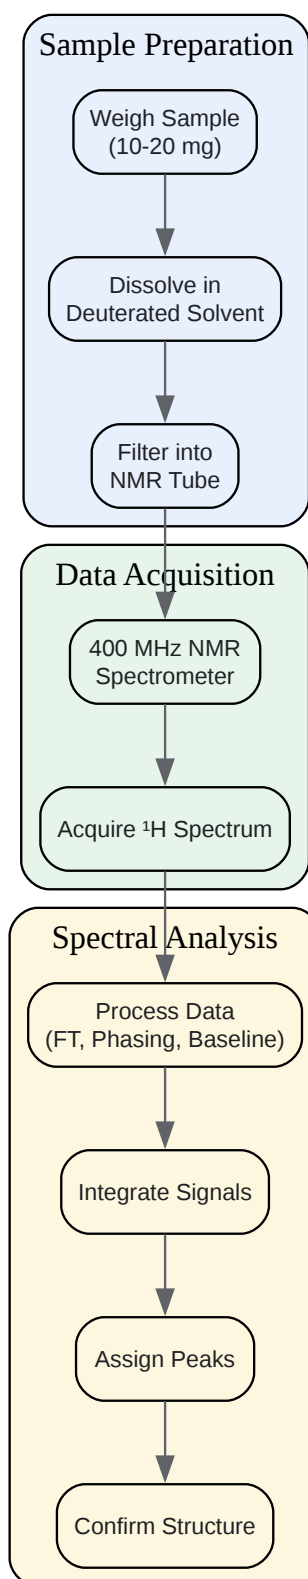 Sample Preparation
Weigh Sample
(10-20 mg)
Dissolve in
Deuterated Solvent
Filter into
NMR Tube
Data Acquisition
400 MHz NMR
Spectrometer
Acquire ¹H Spectrum
Spectral Analysis
Process Data
(FT, Phasing, Baseline)
Integrate Signals
Assign Peaks
Confirm Structure